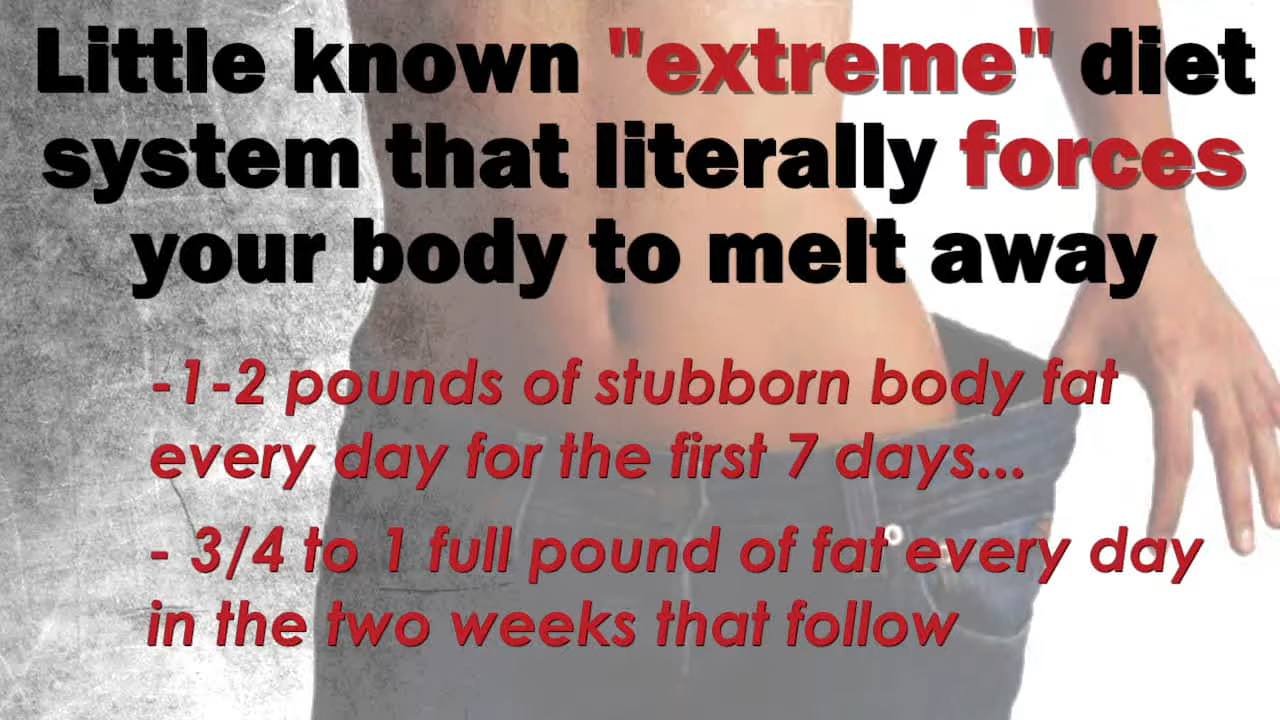 Little known "extreme" diet
system that literally forces
your body to melt away
-1-2 pounds of stubborn body fat
every day for the first 7 days...
- 3/4 to 1 full pound of fat every day
in the two weeks that follow